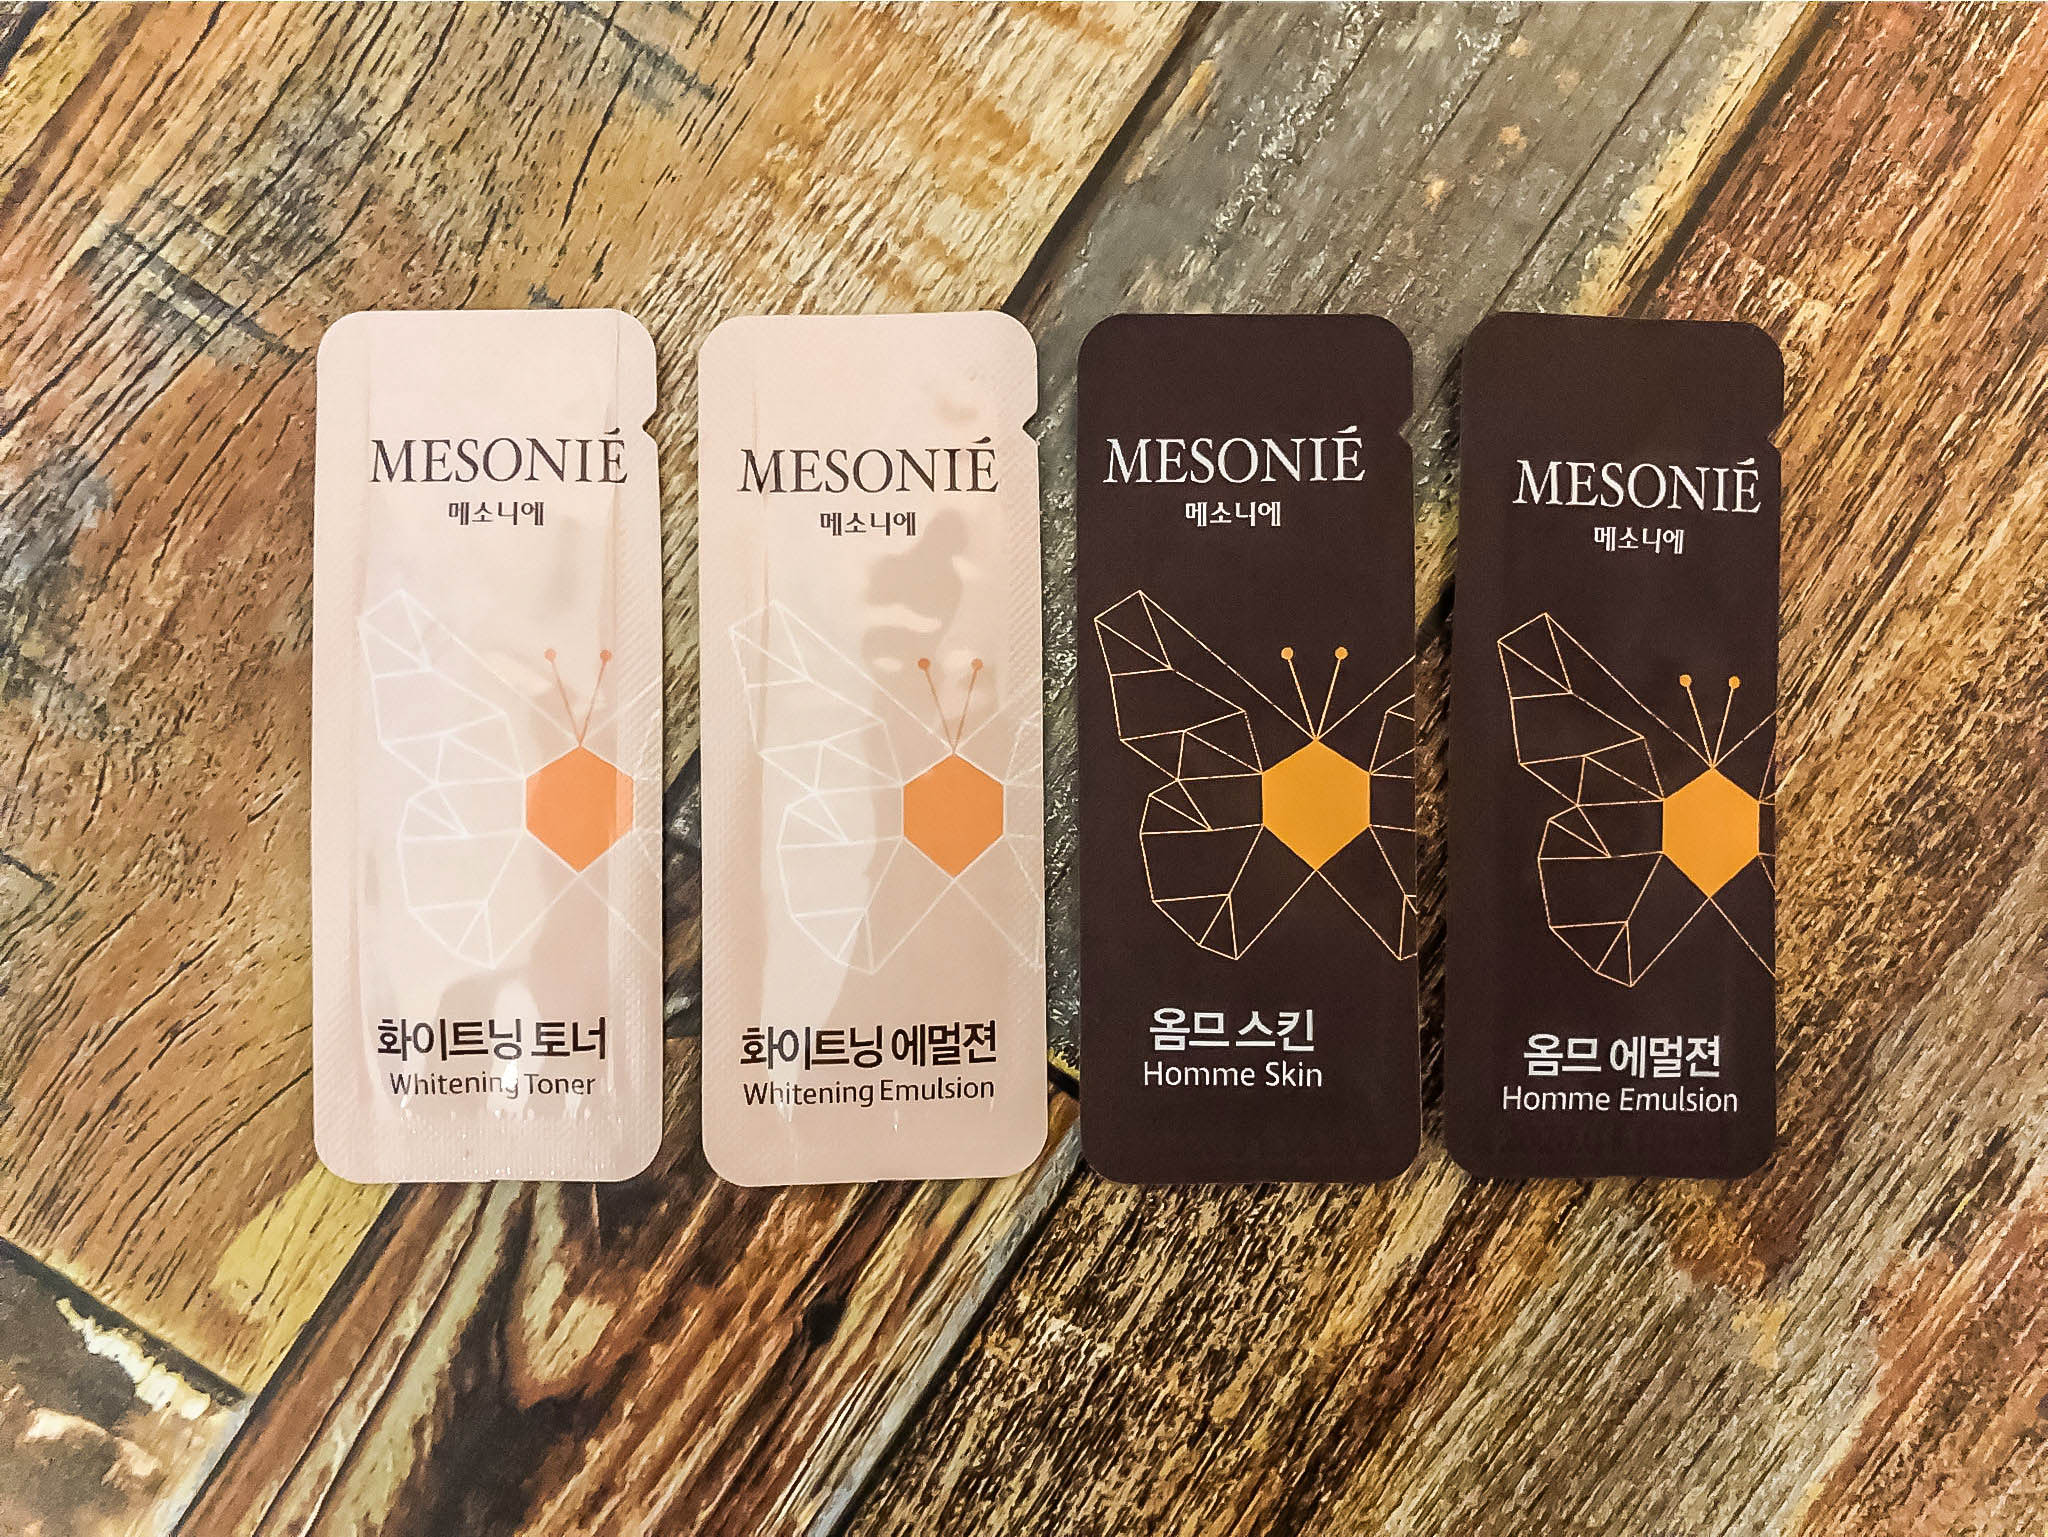 MESONIÉ
메소니에
화이트닝 토너
Whitening Toner
MESONIÉ
메소니에
화이트닝 에멀젼
Whitening Emulsion
MESONIÉ
메소니에
옴므 스킨
Homme Skin
MESONIÉ
메소니에
옴므 에멀젼
Homme Emulsion